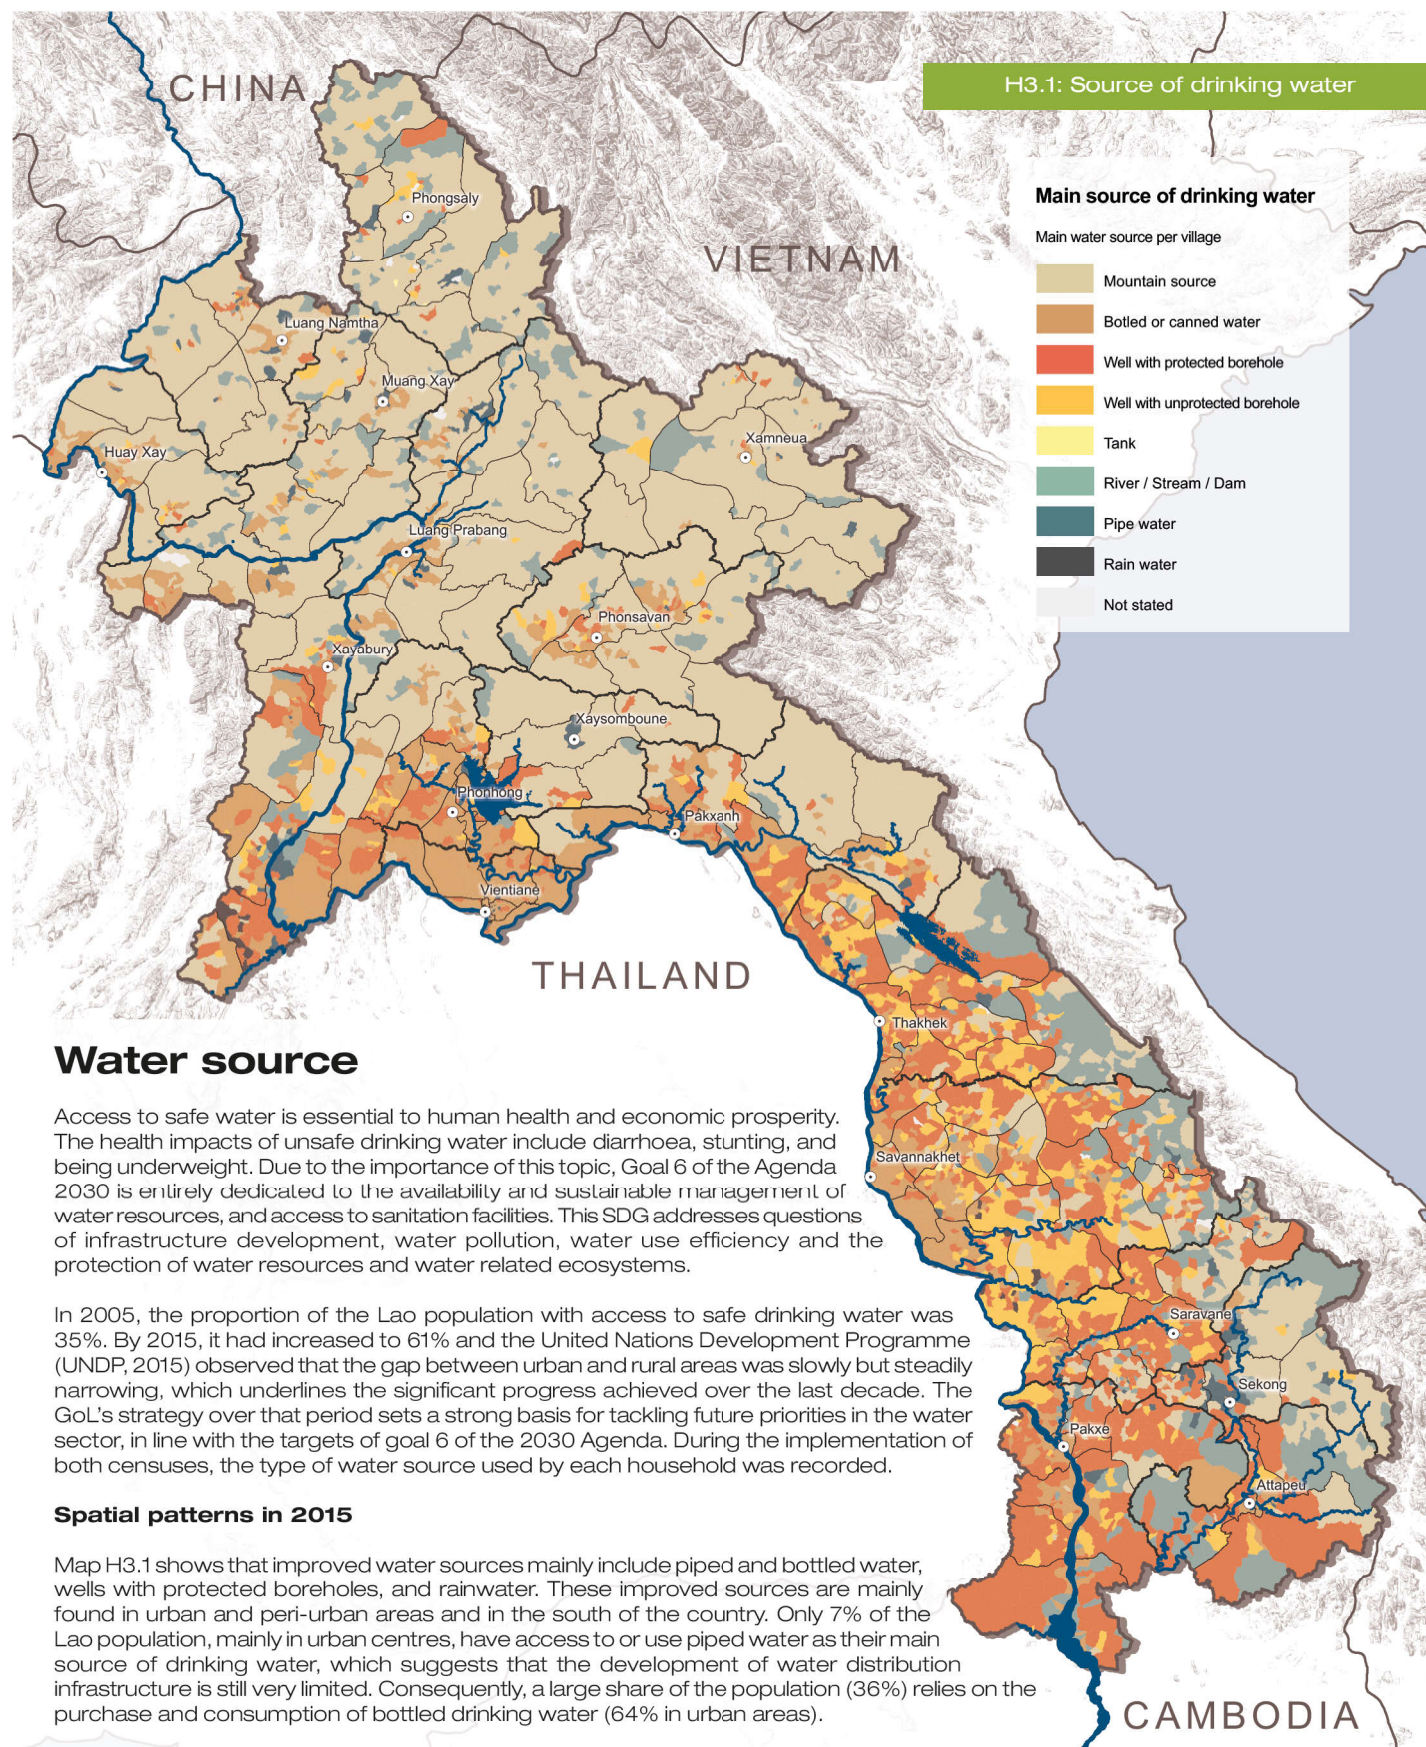 CHINA
H3.1: Source of drinking water
Main source of drinking water
Phongsaly
Main water source per village
VIETNAM
Mountain source
Botled or canned water
Luang Namtha
Well with protected borehole
Muang Xay
Well with unprotected borehole
Xamneua
Tank
Huay Xay
River / Stream / Dam
Pipe water
Luang Prabang
Rain water
Not stated
Phonsavan
Xayabury
Xaysomboune
Phonhong
Pakxanh
Vientiane
THAILAND
Thakhek
Water source
Access to safe water is essential to human health and economic prosperity.
The health impacts of unsafe drinking water include diarrhoea, stunting, and
being underweight. Due to the importance of this topic, Goal 6 of the Agenda
2030 is entirely dedicated to the availability and sustainable management of
water resources, and access to sanitation facilities. This SDG addresses questions
of infrastructure development, water pollution, water use efficiency and the
protection of water resources and water related ecosystems.
Savannakhet
In 2005, the proportion of the Lao population with access to safe drinking water was
35%. By 2015, it had increased to 61% and the United Nations Development Programme
(UNDP, 2015) observed that the gap between urban and rural areas was slowly but steadily
narrowing, which underlines the significant progress achieved over the last decade. The
GoL's strategy over that period sets a strong basis for tackling future priorities in the water
sector, in line with the targets of goal 6 of the 2030 Agenda. During the implementation of
both censuses, the type of water source used by each household was recorded.
Saravane
Sekong
Pakxe
Attapeu
Spatial patterns in 2015
Map H3.1 shows that improved water sources mainly include piped and bottled water,
wells with protected boreholes, and rainwater. These improved sources are mainly
found in urban and peri-urban areas and in the south of the country. Only 7% of the
Lao population, mainly in urban centres, have access to or use piped water as their main
source of drinking water, which suggests that the development of water distribution
infrastructure is still very limited. Consequently, a large share of the population (36%) relies on the
purchase and consumption of bottled drinking water (64% in urban areas).
CAMBODIA